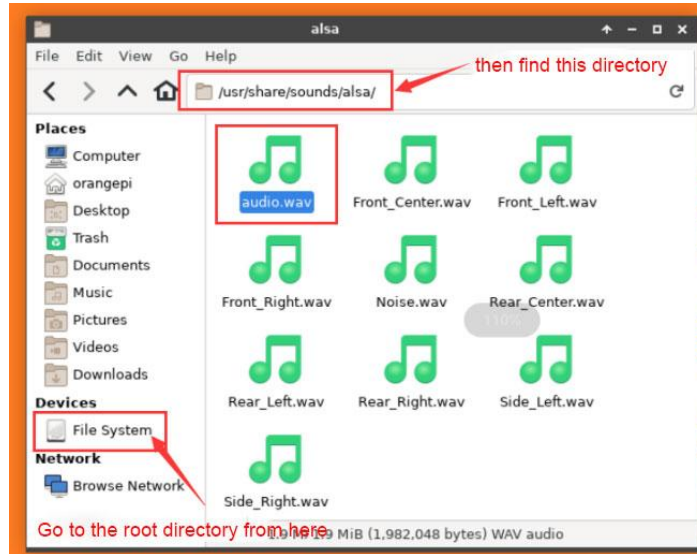 alsa
File Edit View Go Help
then find this directory
/usr/share/sounds/alsa/
Places
Computer
orangepi
Desktop
Trash
Documents
Music
Pictures
Videos
Downloads
Devices
File System
Network
Browse Network
audio.wav Front_Center.wav Front_Left.wav
Front_Right.wav Noise.wav Rear_Center.wav
110%
Rear_Left.wav Rear_Right.wav Side_Left.wav
Side_Right.wav
Go to the root directory from here
1.9 MiB (1,982,048 bytes) WAV audio